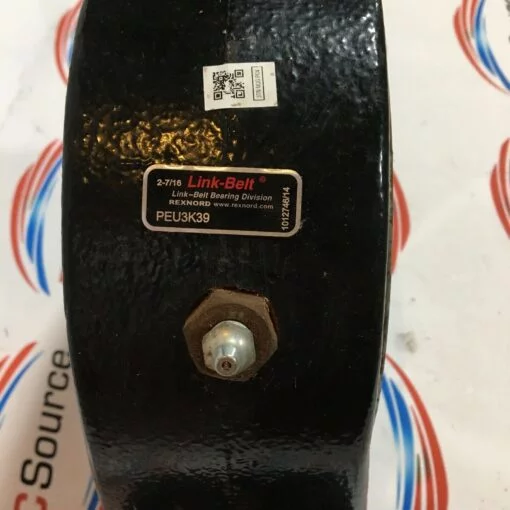 2-7/16 Link-Belt®
Link-Belt Bearing Division
REXNORD www.rexnord.com
PEU3K39
1012746/14
C Source